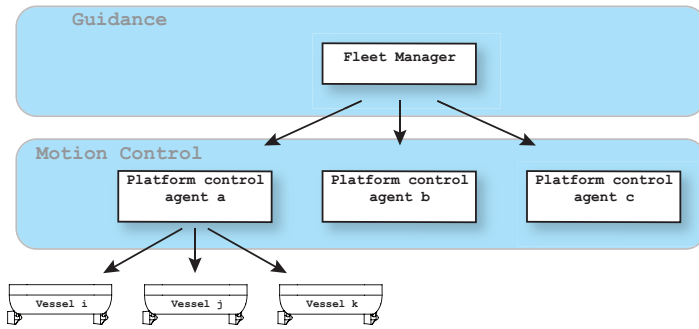 Guidance
Fleet Manager
Motion Control
Platform control
agent a
Platform control
agent b
Platform control
agent c
Vessel i
Vessel j
Vessel k